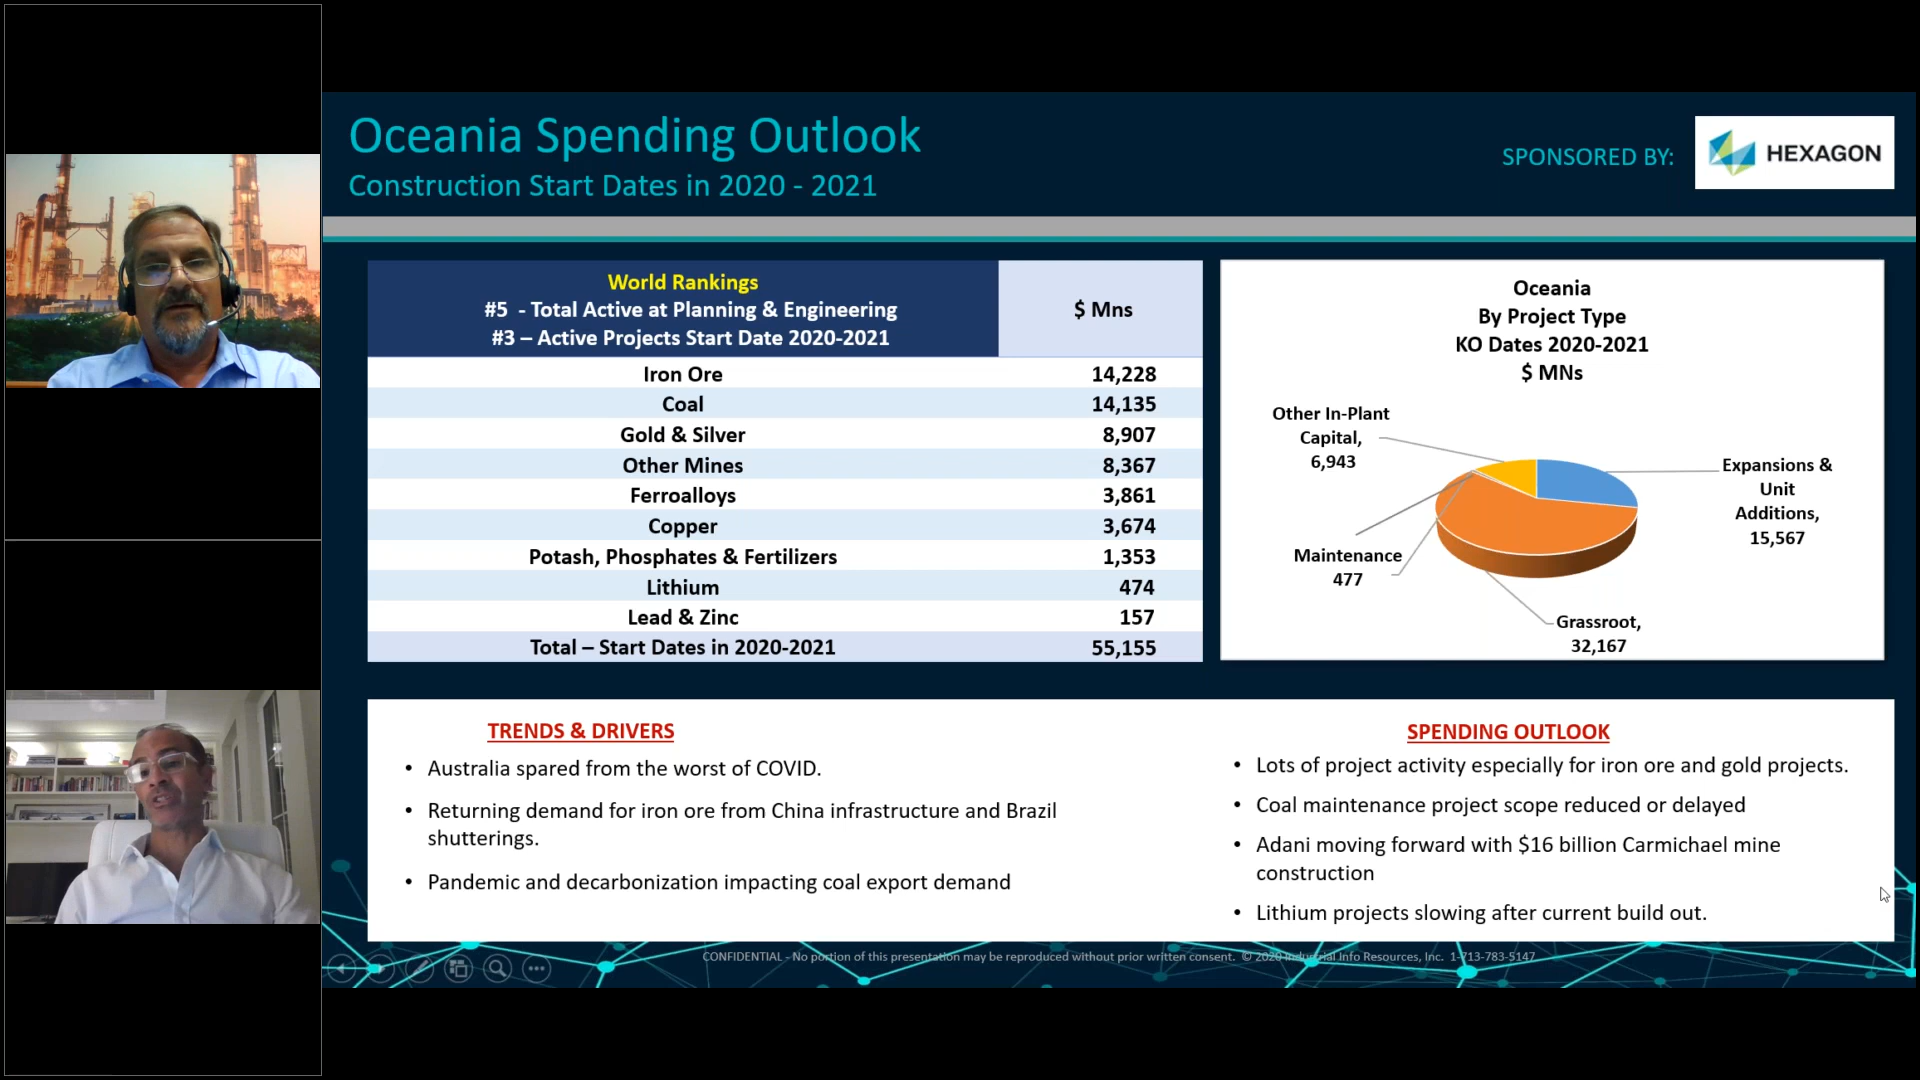 Oceania Spending Outlook
Construction Start Dates in 2020 - 2021
SPONSORED BY:
HEXAGON
World Rankings
#5 - Total Active at Planning & Engineering
#3 – Active Projects Start Date 2020-2021
$ Mns
Iron Ore 14,228
Coal 14,135
Gold & Silver 8,907
Other Mines 8,367
Ferroalloys 3,861
Copper 3,674
Potash, Phosphates & Fertilizers 1,353
Lithium 474
Lead & Zinc 157
Total – Start Dates in 2020-2021 55,155
Oceania
By Project Type
KO Dates 2020-2021
$ MNs
Other In-Plant
Capital,
6,943
Expansions &
Unit
Additions,
15,567
Maintenance
477
Grassroot,
32,167
TRENDS & DRIVERS
• Australia spared from the worst of COVID.
• Returning demand for iron ore from China infrastructure and Brazil
shutterings.
• Pandemic and decarbonization impacting coal export demand
SPENDING OUTLOOK
• Lots of project activity especially for iron ore and gold projects.
• Coal maintenance project scope reduced or delayed
• Adani moving forward with $16 billion Carmichael mine
construction
• Lithium projects slowing after current build out.
CONFIDENTIAL - No portion of this presentation may be reproduced without prior written consent. © 2020 Industrial Info Resources, Inc. 1-713-783-5147